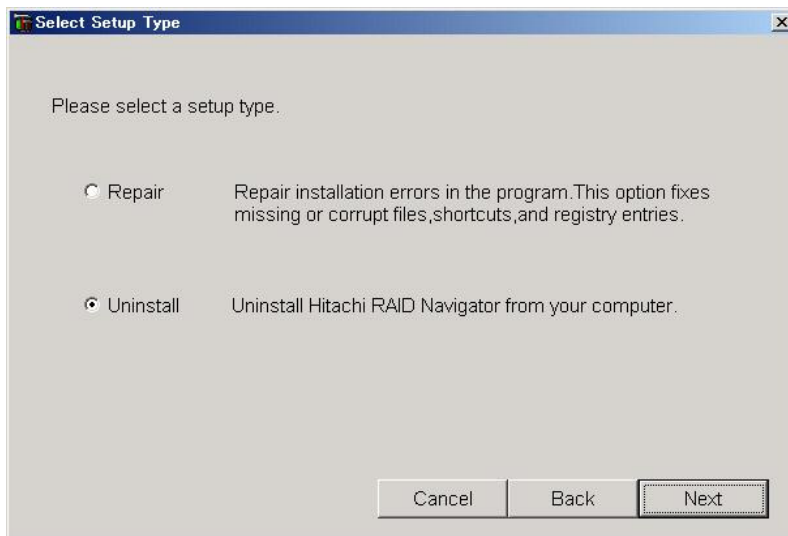 Select Setup Type
Please select a setup type.
Repair
Repair installation errors in the program.This option fixes
missing or corrupt files,shortcuts,and registry entries.
Uninstall
Uninstall Hitachi RAID Navigator from your computer.
Cancel
Back
Next